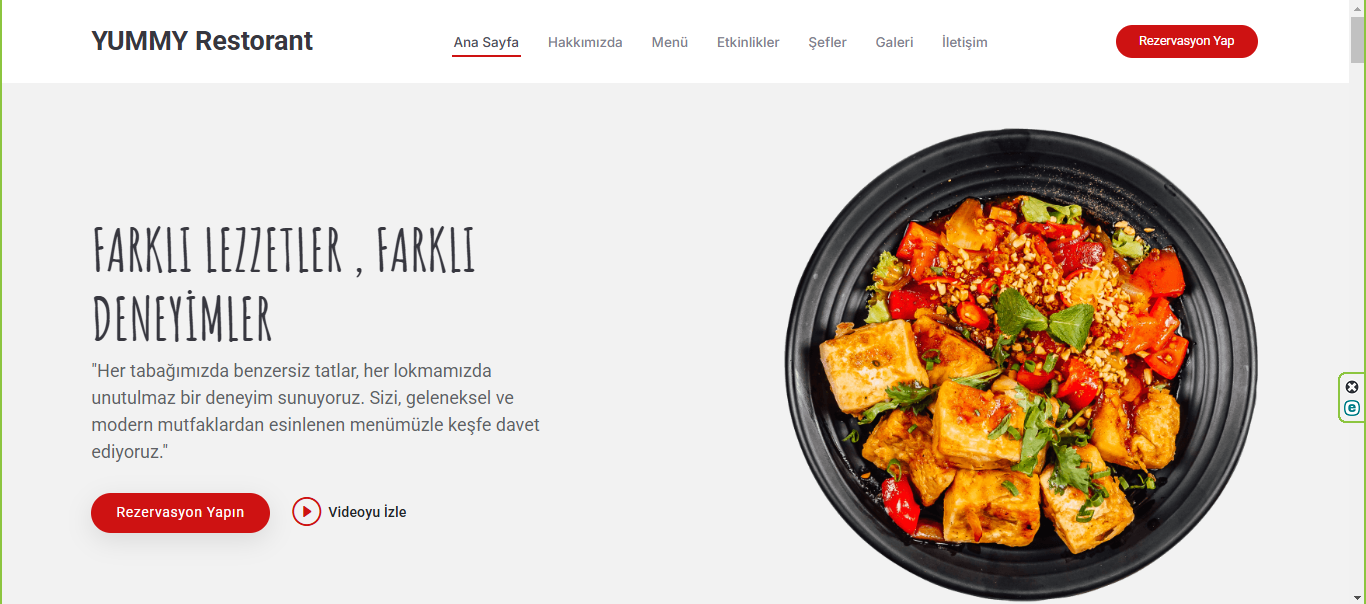 YUMMY Restorant
Ana Sayfa Hakkımızda Menü Etkinlikler Şefler Galeri İletişim
Rezervasyon Yap
FARKLI LEZZETLER , FARKLI
DENEYİMLER
"Her tabağımızda benzersiz tatlar, her lokmamızda
unutulmaz bir deneyim sunuyoruz. Sizi, geleneksel ve
modern mutfaklardan esinlenen menümüzle keşfe davet
ediyoruz."
Rezervasyon Yapın
Videoyu İzle